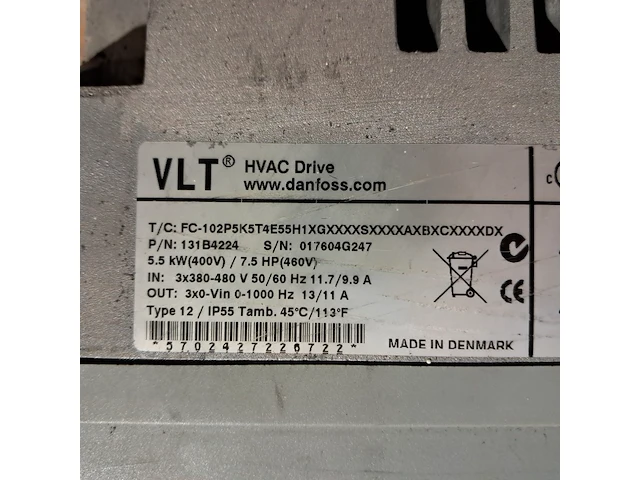 VLT® HVAC Drive
www.danfoss.com
T/C: FC-102P5K5T4E55H1XGXXXXSXXXXAXBXCXXXXDX
P/N: 131B4224 S/N: 017604G247
5.5 kW(400V) / 7.5 HP(460V)
IN: 3x380-480 V 50/60 Hz 11.7/9.9 A
OUT: 3x0-Vin 0-1000 Hz 13/11 A
Type 12 / IP55 Tamb. 45°C/113°F
*5702427226722*
MADE IN DENMARK
CE
c